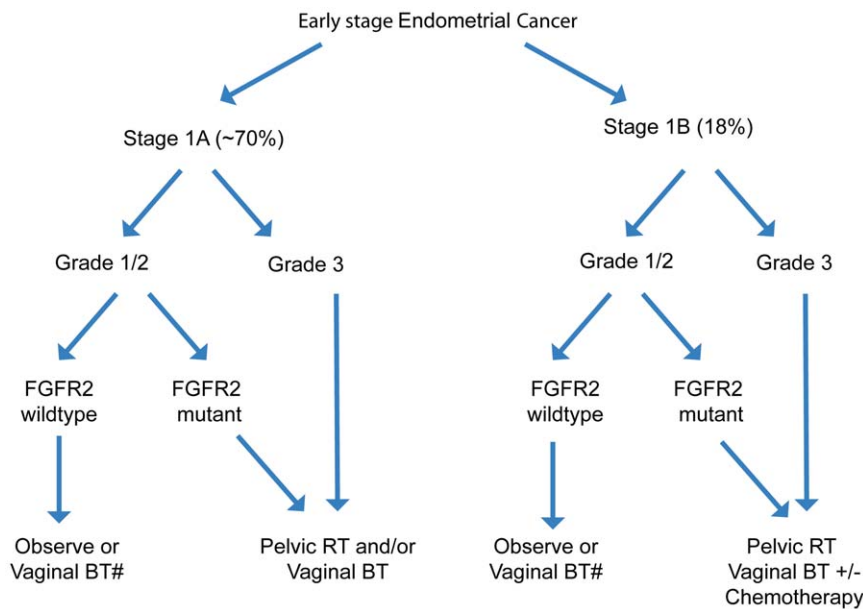 Early stage Endometrial Cancer
Stage 1A (~70%)
Stage 1B (18%)
Grade 1/2
Grade 3
Grade 1/2
Grade 3
FGFR2
wildtype
FGFR2
mutant
FGFR2
wildtype
FGFR2
mutant
Observe or
Vaginal BT#
Pelvic RT and/or
Vaginal BT
Observe or
Vaginal BT#
Pelvic RT
Vaginal BT +/-
Chemotherapy